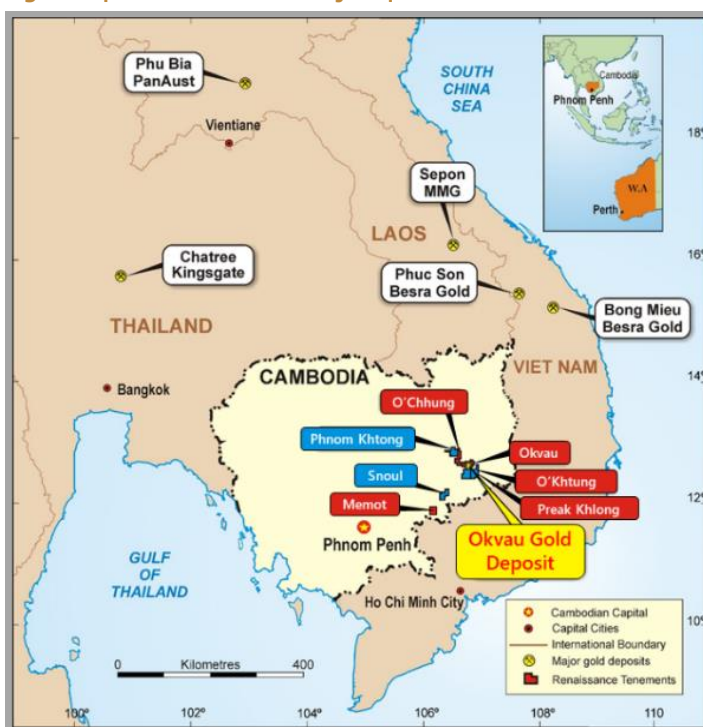 Phu Bia
PanAust
SOUTH
CHINA
SEA
Cambodia
Phnom Penh
W.A
Perth
Vientiane
18°
Sepon
MMG
LAOS
16°
Chatree
Kingsgate
Phuc Son
Besra Gold
Bong Mieu
Besra Gold
THAILAND
VIET NAM
14°
CAMBODIA
Bangkok
O'Chhung
Phnom Khtong
Okvau
Snoul
O'Khtung
12°
Memot
Preak Khlong
Phnom Penh
Okvau Gold
Deposit
GULF
OF
THAILAND
Ho Chi Minh City
10°
Cambodian Capital
Capital Cities
International Boundary
Major gold deposits
Renaissance Tenements
Kilometres
0
400
100°
102°
104°
106°
108°
110